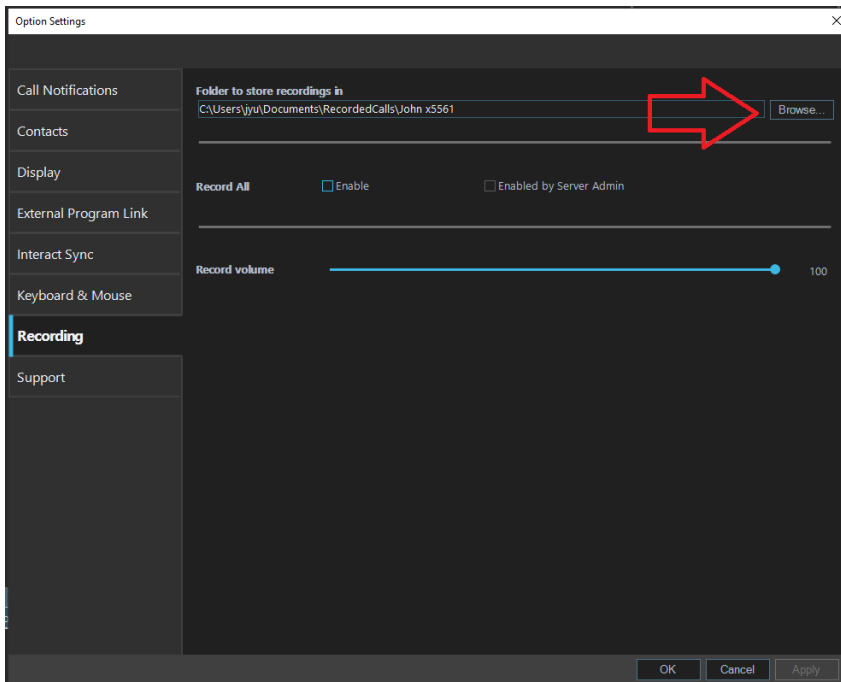 Option Settings
Call Notifications
Contacts
Display
External Program Link
Interact Sync
Keyboard & Mouse
Recording
Support
Folder to store recordings in
C:\Users\jyu\Documents\RecordedCalls\John x5561
Browse...
Record All
Enable
Enabled by Server Admin
Record volume
100
OK
Cancel
Apply